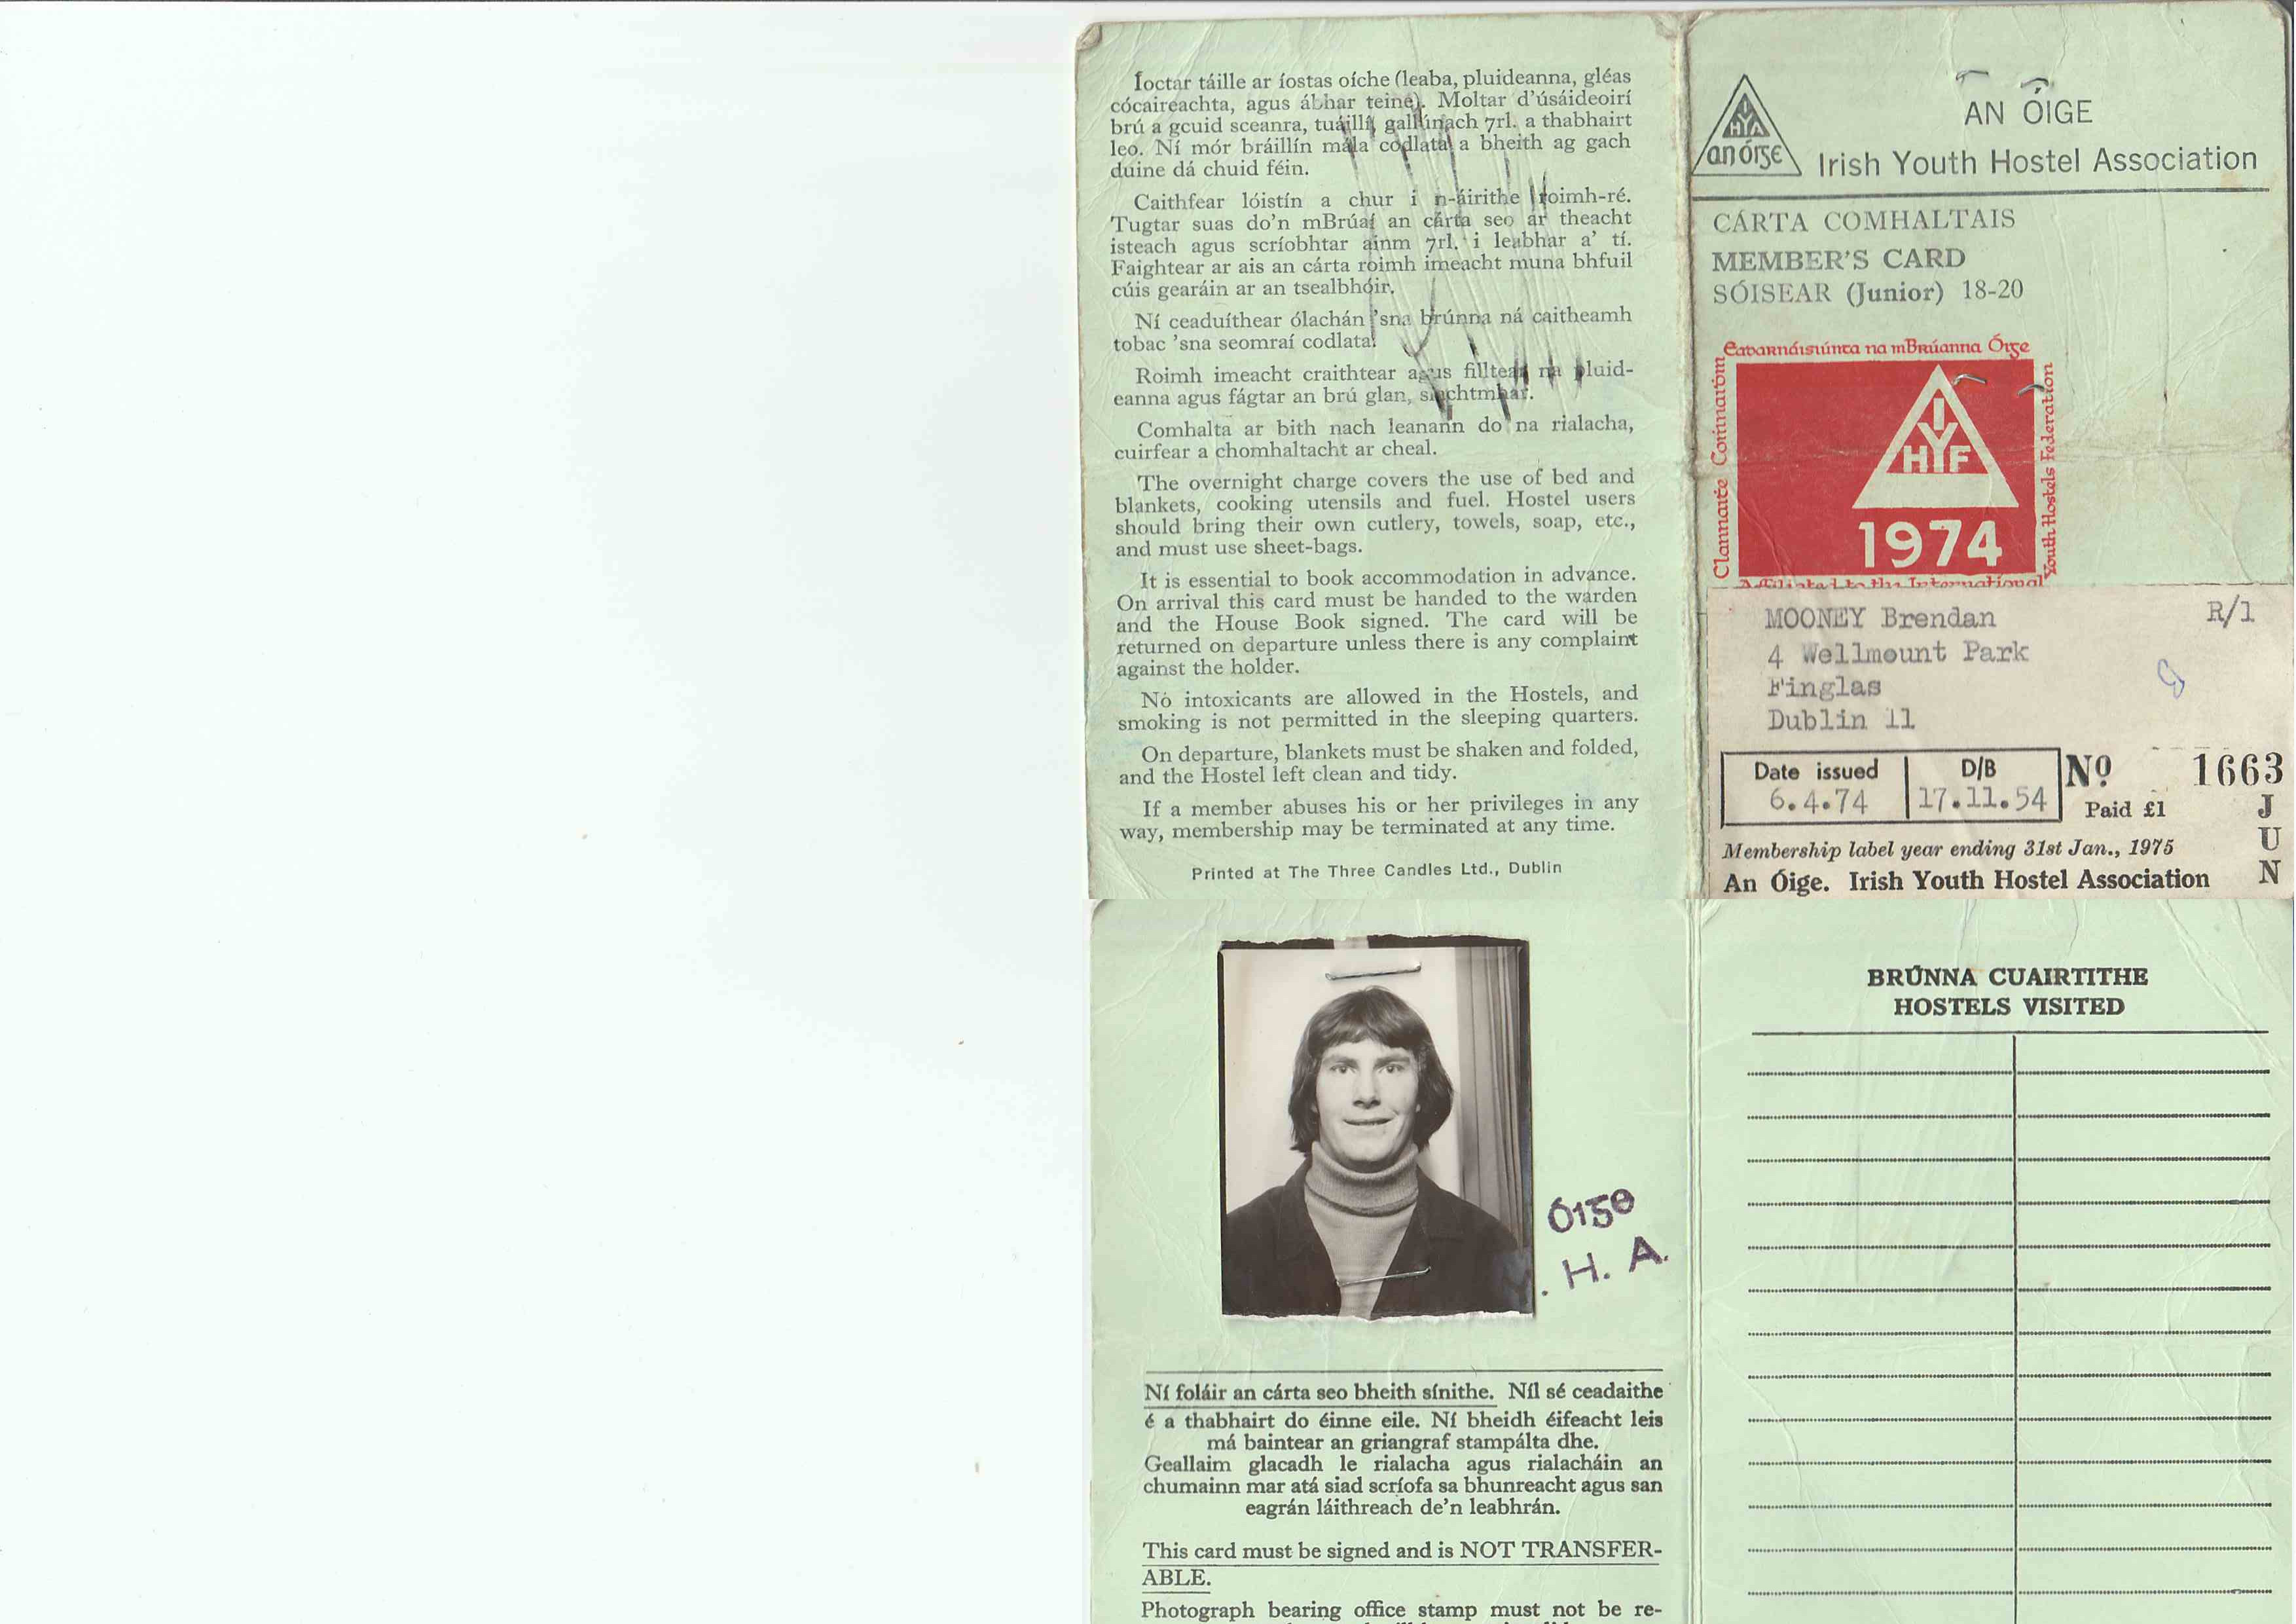 Íoctar táille ar íostas oíche (leaba, pluideanna, gléas
cócaireachta, agus ábhar teine). Moltar d'úsáideoirí
brú a gcuid sceanra, tuáillí, gallúnach 7rl. a thabhairt
leo. Ní mór bráillín mála codlata a bheith ag gach
duine dá chuid féin.
Caithfear lóistín a chur i n-áirithe roimh-ré.
Tugtar suas do'n mBrúaí an cárta seo ar theacht
isteach agus scríobhtar ainm 7rl. i leabhar a' tí.
Faightear ar ais an cárta roimh imeacht muna bhfuil
cúis gearáin ar an tsealbhóir.
Ní ceaduíthear ólachán 'sna brúnna ná caitheamh
tobac 'sna seomraí codlata.
Roimh imeacht craithtear agus filltear na pluid-
eanna agus fágtar an brú glan, slachtmhar.
Comhalta ar bith nach leanann do na rialacha,
cuirfear a chomhaltacht ar cheal.
The overnight charge covers the use of bed and
blankets, cooking utensils and fuel. Hostel users
should bring their own cutlery, towels, soap, etc.,
and must use sheet-bags.
It is essential to book accommodation in advance.
On arrival this card must be handed to the warden
and the House Book signed. The card will be
returned on departure unless there is any complaint
against the holder.
No intoxicants are allowed in the Hostels, and
smoking is not permitted in the sleeping quarters.
On departure, blankets must be shaken and folded,
and the Hostel left clean and tidy.
If a member abuses his or her privileges in any
way, membership may be terminated at any time.
Printed at The Three Candles Ltd., Dublin
I
HYA
an óige
AN ÓIGE
Irish Youth Hostel Association
CÁRTA COMHALTAIS
MEMBER'S CARD
SÓISEAR (Junior) 18-20
Clannaithe Comnaióm
Eadarnáisiúnta na mBrúanna Óige
Youth Hostels Federation
I
HYF
1974
Affiliated to the International
MOONEY Brendan R/1
4 Wellmount Park
Finglas
Dublin 11
Date issued D/B
6.4.74 17.11.54
No 1663
Paid £1
JUN
Membership label year ending 31st Jan., 1975
An Óige. Irish Youth Hostel Association
ÓIGE
. H. A.
Ní foláir an cárta seo bheith sínithe. Níl sé ceadaithe
é a thabhairt do éinne eile. Ní bheidh éifeacht leis
má baintear an griangraf stampálta dhe.
Geallaim glacadh le rialacha agus rialacháin an
chumainn mar atá siad scríofa sa bhunreacht agus san
eagrán láithreach de'n leabhrán.
This card must be signed and is NOT TRANSFER-
ABLE.
Photograph bearing office stamp must not be re-
BRÚNNA CUAIRTITHE
HOSTELS VISITED